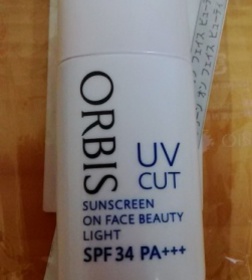 ORBIS
UV
CUT
SUNSCREEN
ON FACE BEAUTY
LIGHT
SPF34 PA+++